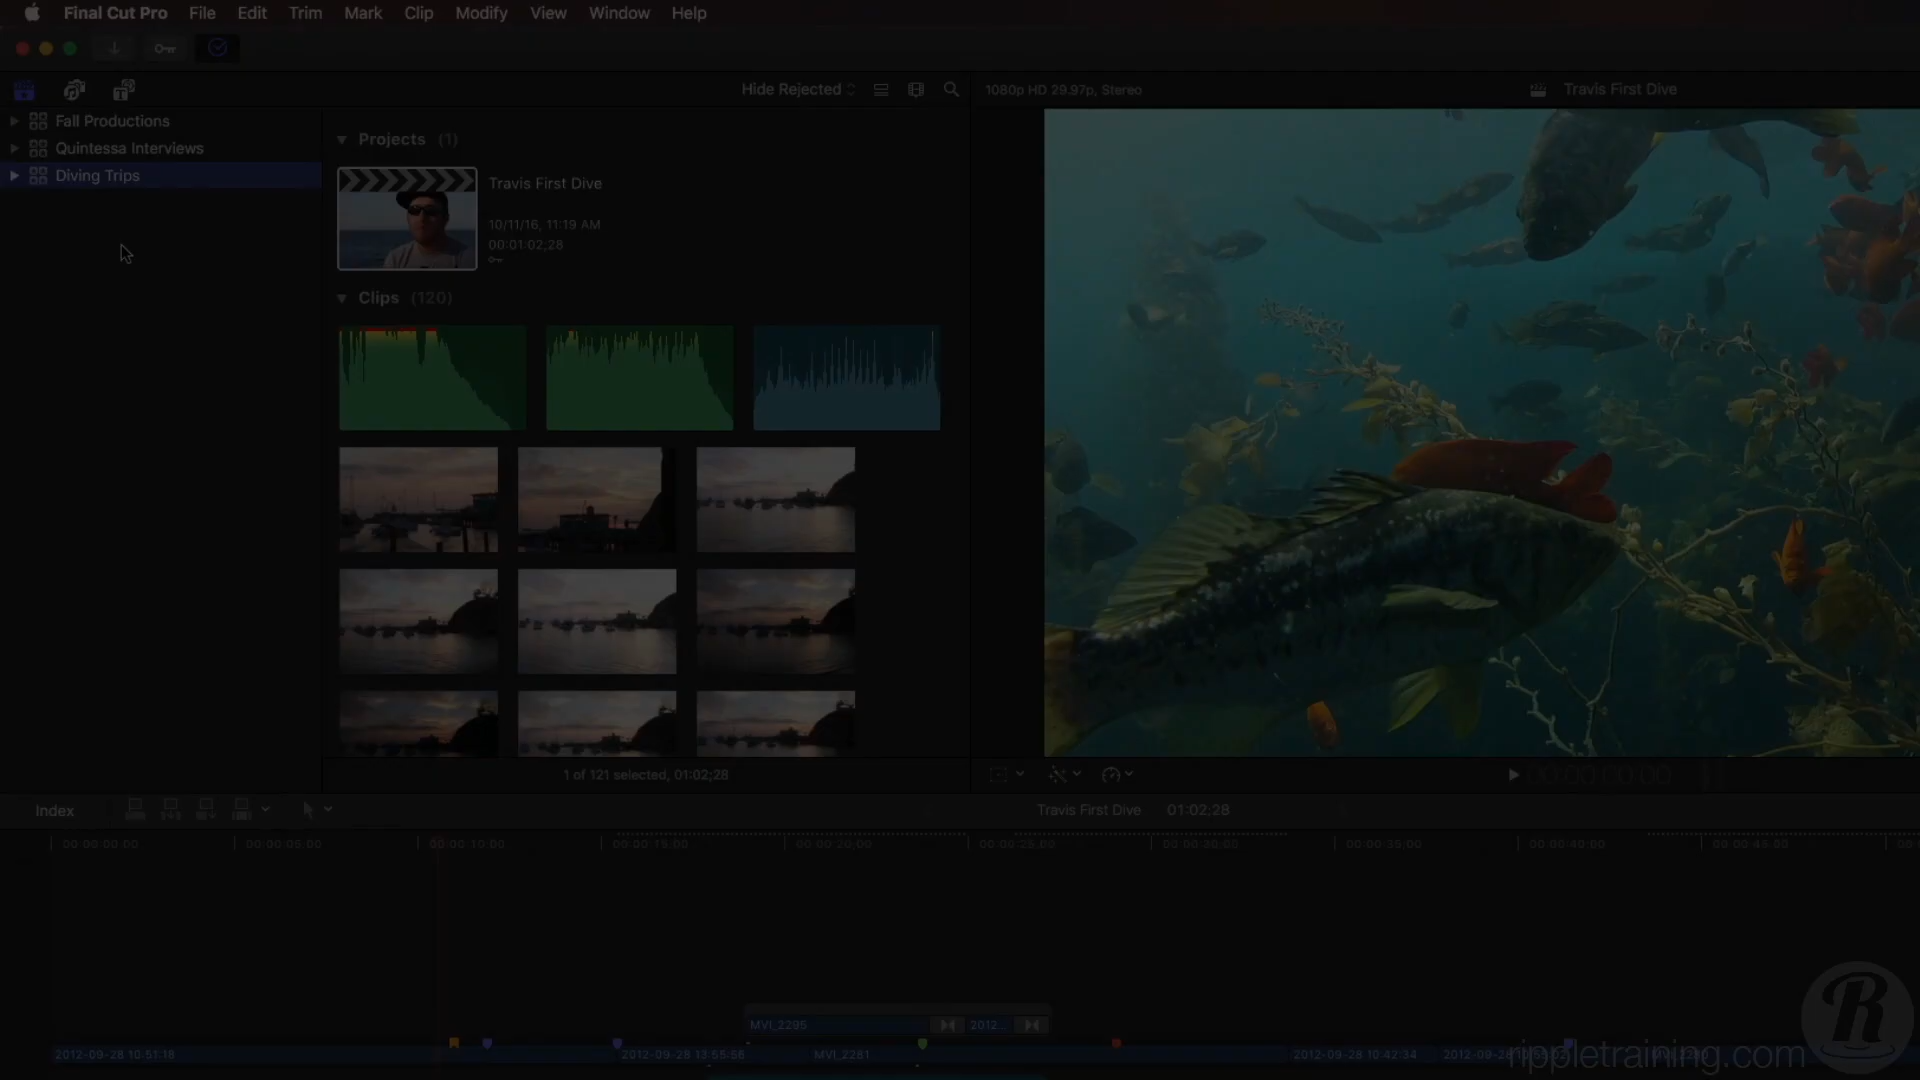 Final Cut Pro File Edit Trim Mark Clip Modify View Window Help
Hide Rejected
1080p HD 29.97p, Stereo
Travis First Dive
Fall Productions
Quintessa Interviews
Diving Trips
Projects (1)
Travis First Dive
10/11/16, 11:19 AM
00:01:02;28
Clips (120)
1 of 121 selected, 01:02;28
Index
Travis First Dive 01:02;28
00:00:00;00 00:00:05;00 00:00:10;00 00:00:15;00 00:00:20;00 00:00:25;00 00:00:30;00 00:00:35;00 00:00:40;00 00:00:45;00
MVI_2295 2012...
2012-09-28 10:51:18 2012-09-28 13:55:56 MVI_2281 2012-09-28 10:42:34
rippletraining.com
R